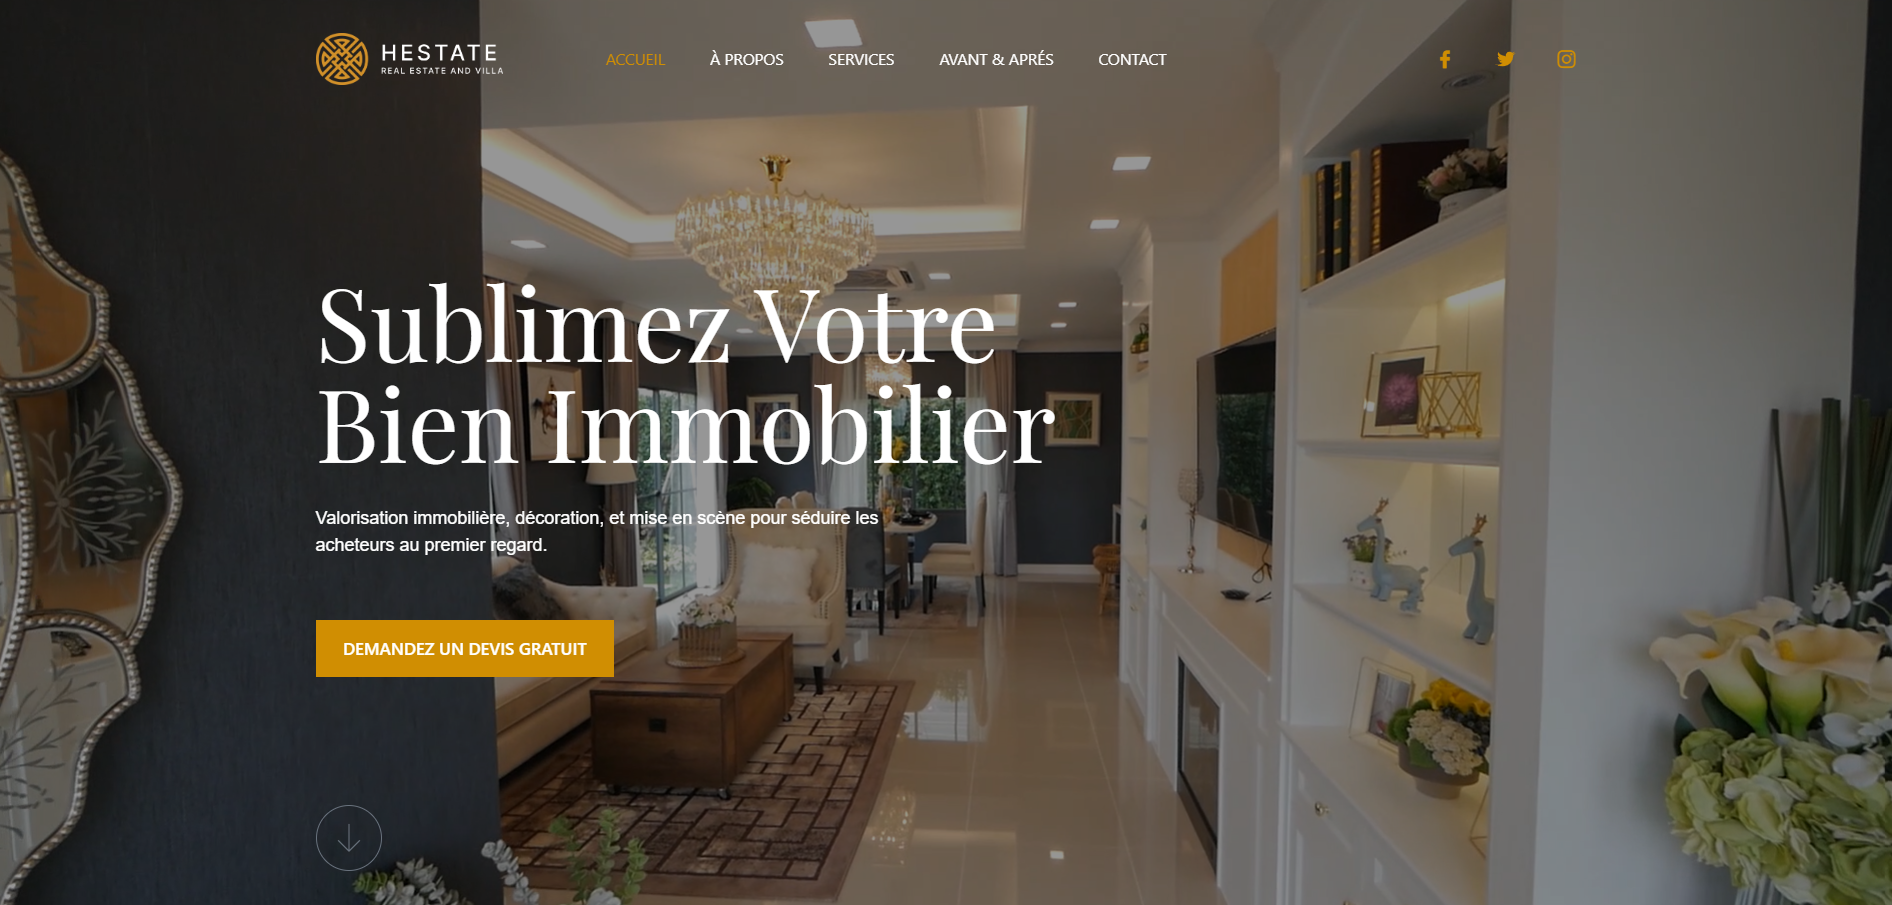 HESTATE
REAL ESTATE AND VILLA
ACCUEIL
À PROPOS
SERVICES
AVANT & APRÉS
CONTACT
Sublimez Votre
Bien Immobilier
Valorisation immobilière, décoration, et mise en scène pour séduire les
acheteurs au premier regard.
DEMANDEZ UN DEVIS GRATUIT